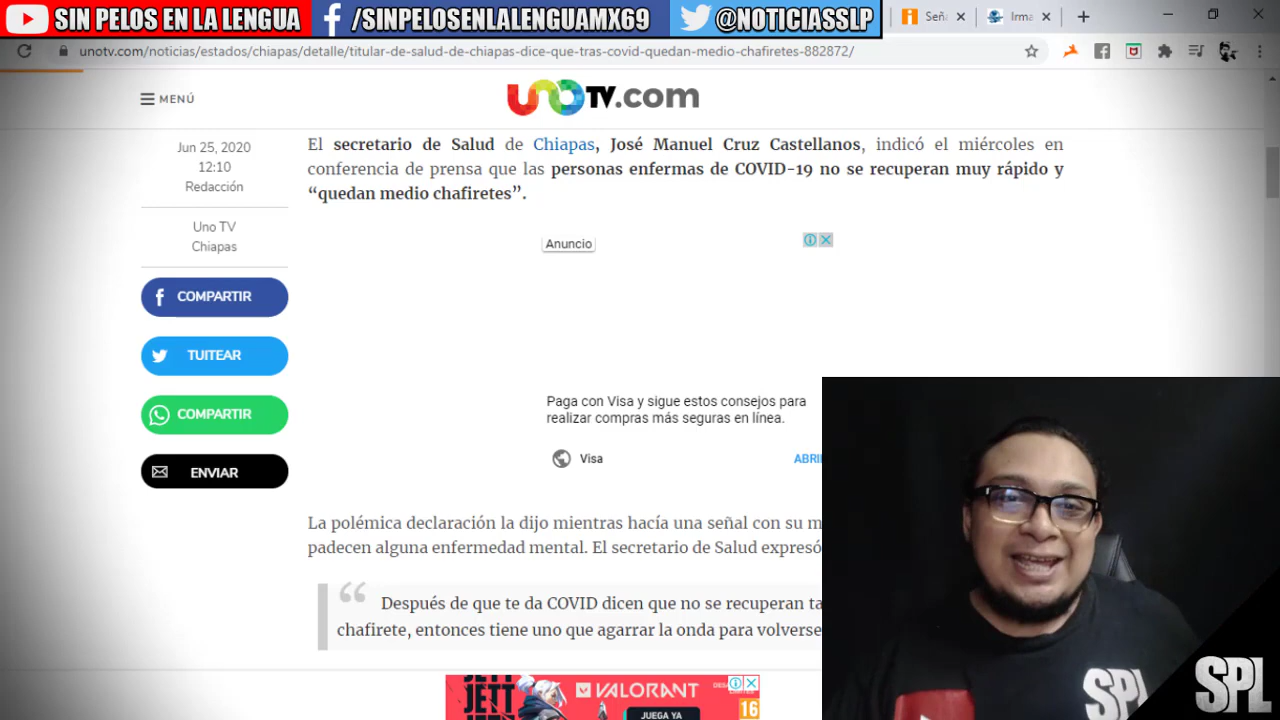 SIN PELOS EN LA LENGUA
/SINPELOSENLALENGUAMX69
@NOTICIASSLP
Seña
Irma
unotv.com/noticias/estados/chiapas/detalle/titular-de-salud-de-chiapas-dice-que-tras-covid-quedan-medio-chafiretes-882872/
MENÚ
unoTV.com
Jun 25, 2020
12:10
Redacción
Uno TV
Chiapas
COMPARTIR
TUITEAR
COMPARTIR
ENVIAR
El secretario de Salud de Chiapas, José Manuel Cruz Castellanos, indicó el miércoles en
conferencia de prensa que las personas enfermas de COVID-19 no se recuperan muy rápido y
“quedan medio chafiretes”.
Anuncio
Paga con Visa y sigue estos consejos para
realizar compras más seguras en línea.
Visa
ABRI
La polémica declaración la dijo mientras hacía una señal con su m
padecen alguna enfermedad mental. El secretario de Salud expresó
“ Después de que te da COVID dicen que no se recuperan ta
chafirete, entonces tiene uno que agarrar la onda para volverse
JETT
VALORANT
JUEGA YA
16
SPL
SPL